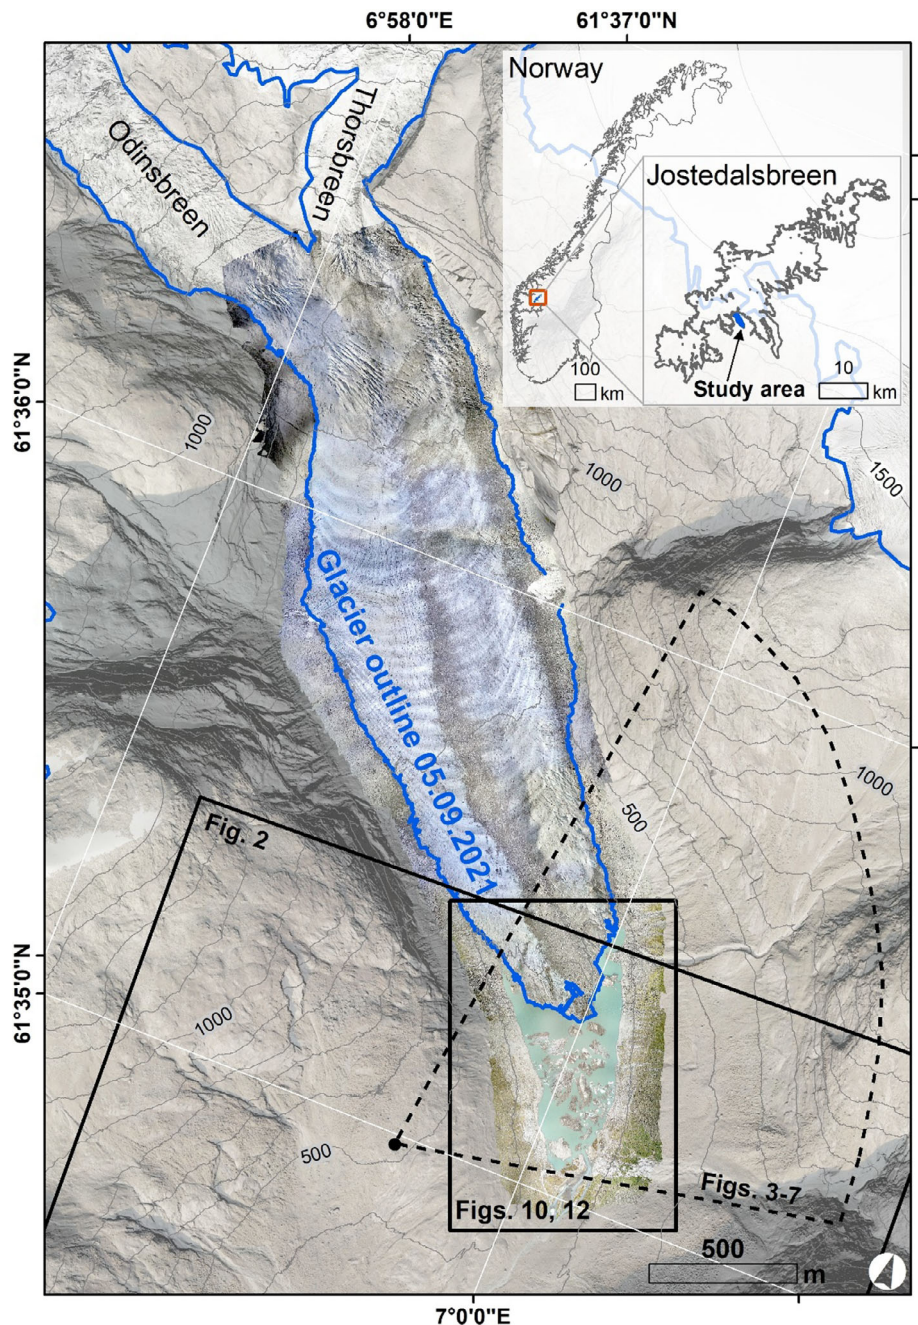 6°58'0"E
61°37'0"N
Norway
Jostedalsbreen
Study area
100
km
10
km
Odinsbreen
Thorsbreen
61°36'0"N
1000
1000
1500
Glacier outline 05.09.2021
1000
500
Fig. 2
61°35'0"N
1000
500
Figs. 3-7
Figs. 10, 12
500
m
7°0'0"E